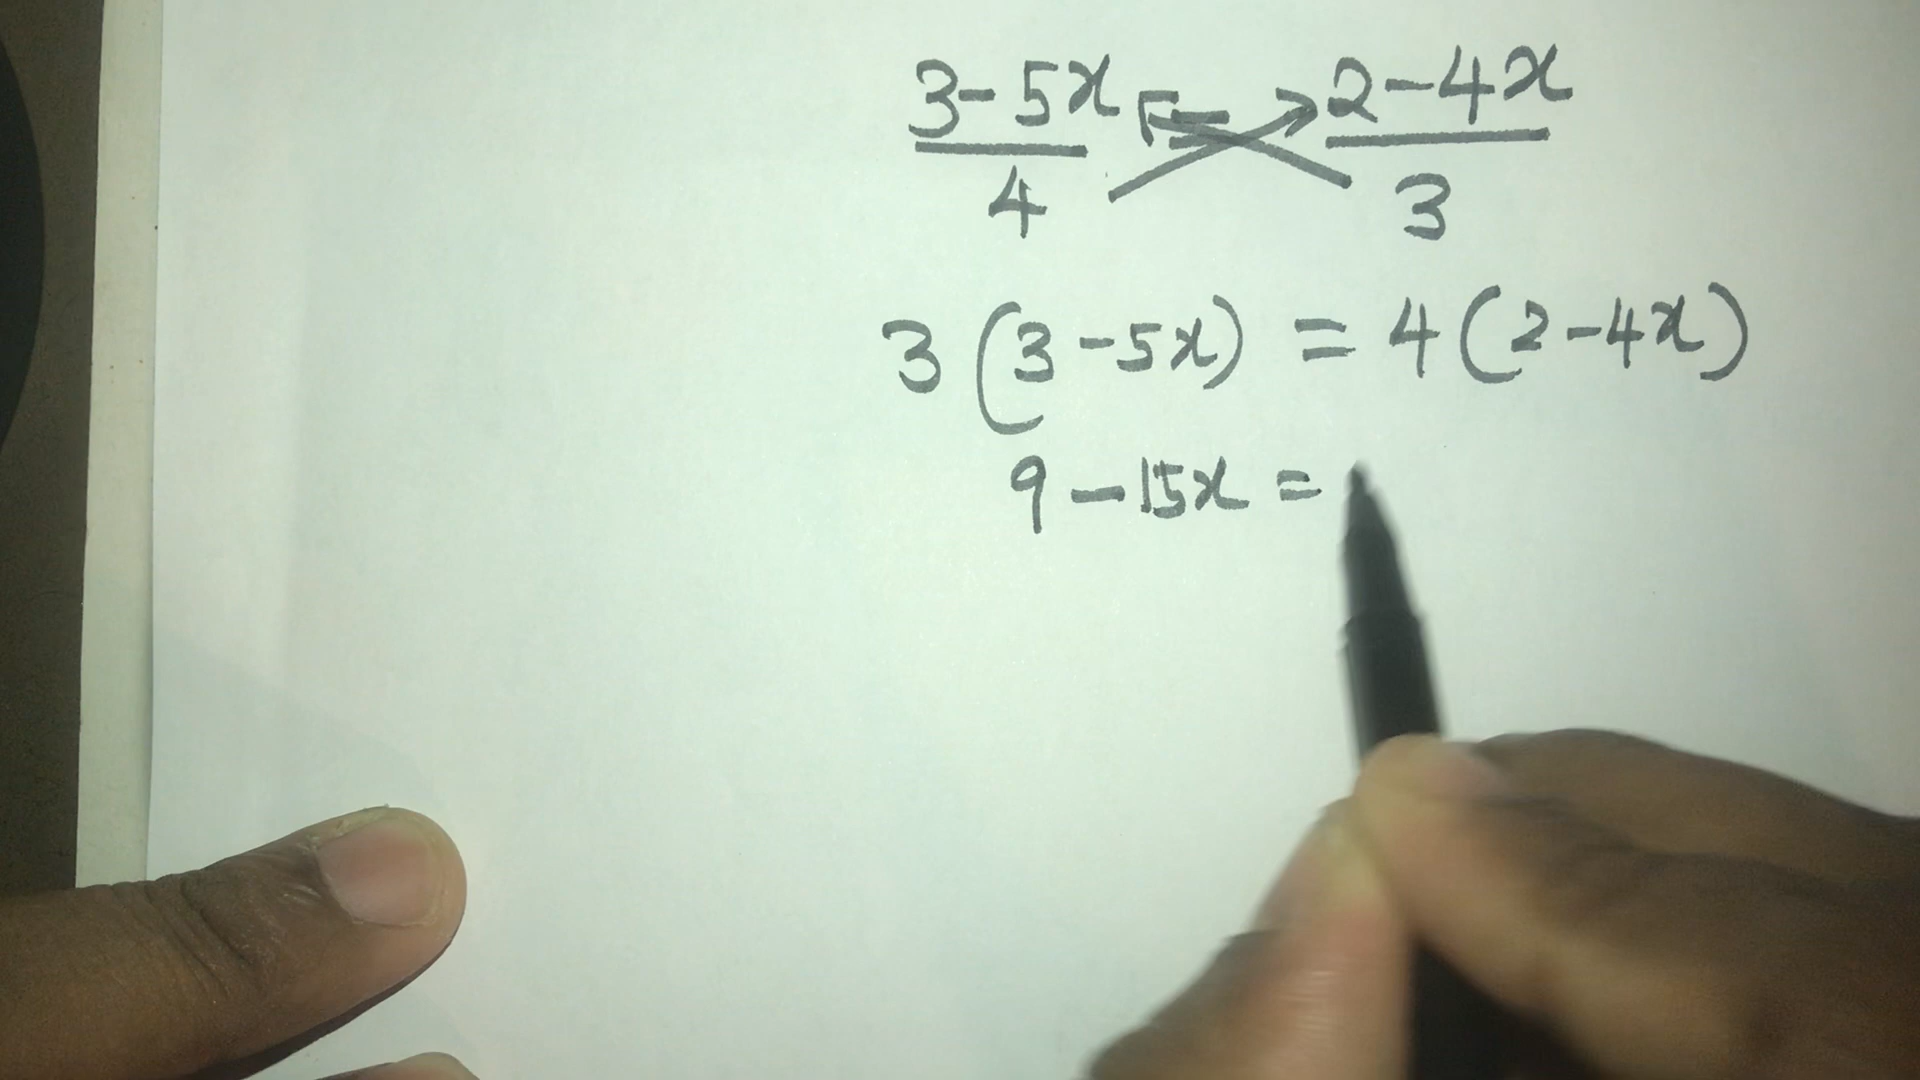 3-5x/4 = 2-4x/3
3(3-5x) = 4(2-4x)
9-15x =